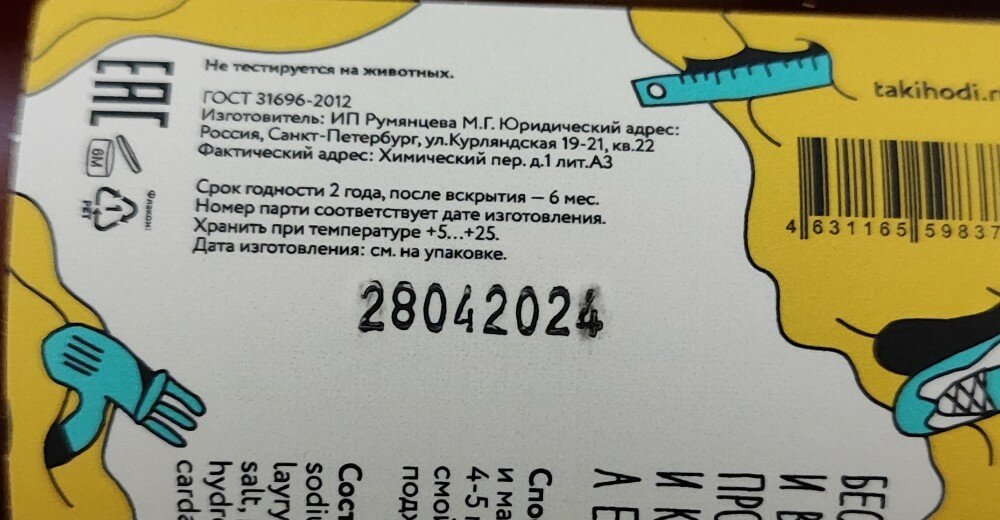 Не тестируется на животных.
ГОСТ 31696-2012
Изготовитель: ИП Румянцева М.Г. Юридический адрес:
Россия, Санкт-Петербург, ул.Курляндская 19-21, кв.22
Фактический адрес: Химический пер. д.1 лит.А3
Срок годности 2 года, после вскрытия — 6 мес.
Номер парти соответствует дате изготовления.
Хранить при температуре +5...+25.
Дата изготовления: см. на упаковке.
28042024
EAC
6M
1
PET
Флакон:
takihodi.r
4 631165 59837